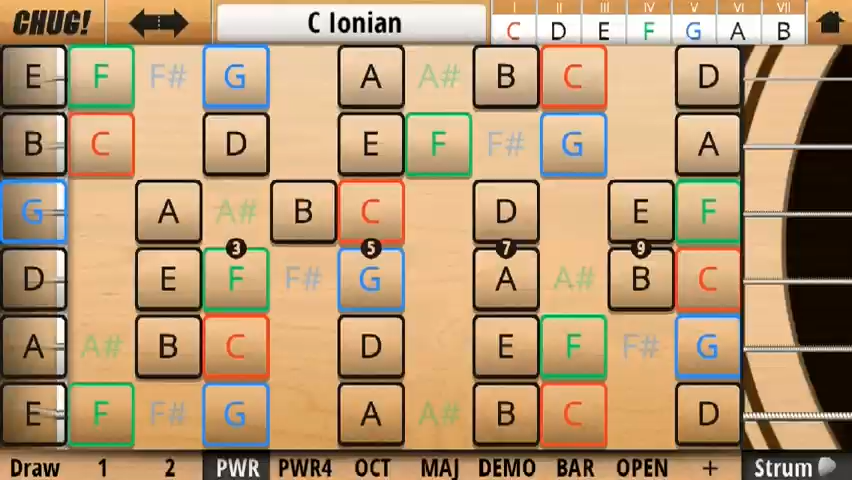 CHUG! C Ionian I II III IV V VI VII
C D E F G A B
E F F# G A A# B C D
B C D E F F# G A
G A A# B C D E F
3 5 7 9
D E F F# G A A# B C
A A# B C D E F F# G
E F F# G A A# B C D
Draw 1 2 PWR PWR4 OCT MAJ DEMO BAR OPEN + Strum